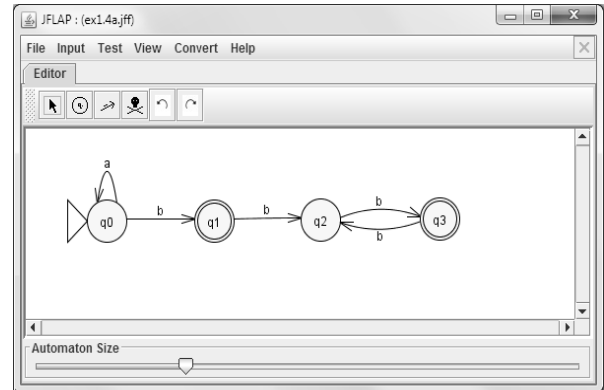 JFLAP : (ex1.4a.jff)
File Input Test View Convert Help
Editor
a
q0 b q1 b q2 b q3
b
Automaton Size